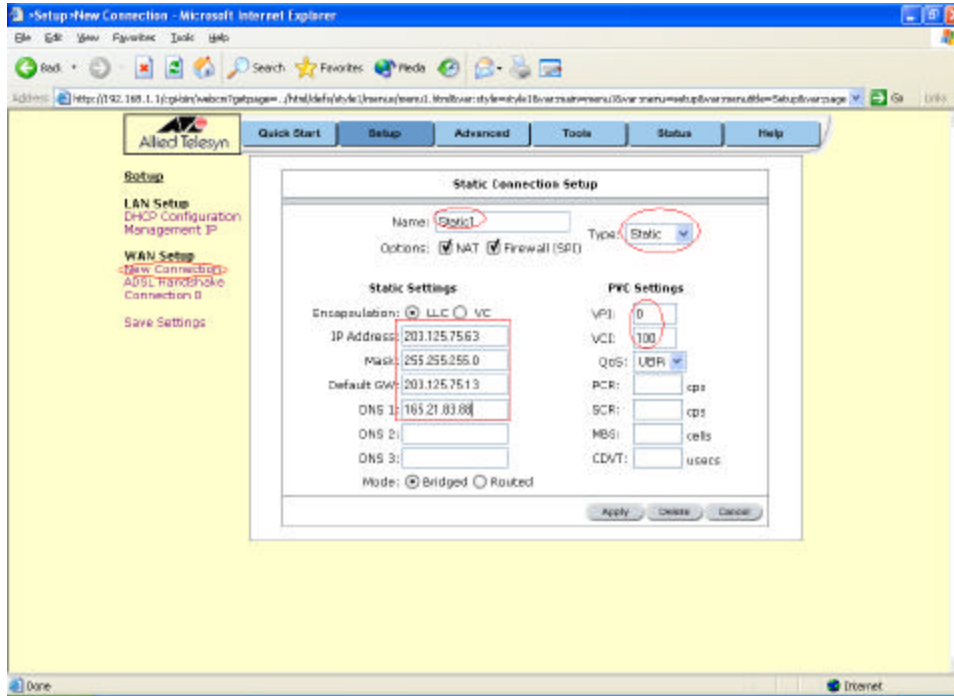 >Setup>New Connection - Microsoft Internet Explorer
File Edit View Favorites Tools Help
Back Search Favorites Media
Address Go Links
Allied Telesyn
Quick Start Setup Advanced Tools Status Help
Setup
LAN Setup
DHCP Configuration
Management IP
WAN Setup
New Connection
ADSL Handshake
Connection 0
Save Settings
Static Connection Setup
Name: Static1
Type: Static
Options: NAT Firewall (SPI)
Static Settings
PVC Settings
Encapsulation: LLC VC
VPI: 0
IP Address: 203.125.75.63
VCI: 100
Mask: 255.255.255.0
QoS: UBR
Default GW: 203.125.75.13
PCR: cps
DNS 1: 165.21.83.88
SCR: cps
DNS 2:
MBS: cells
DNS 3:
CDVT: usecs
Mode: Bridged Routed
Apply Delete Cancel
Done Internet